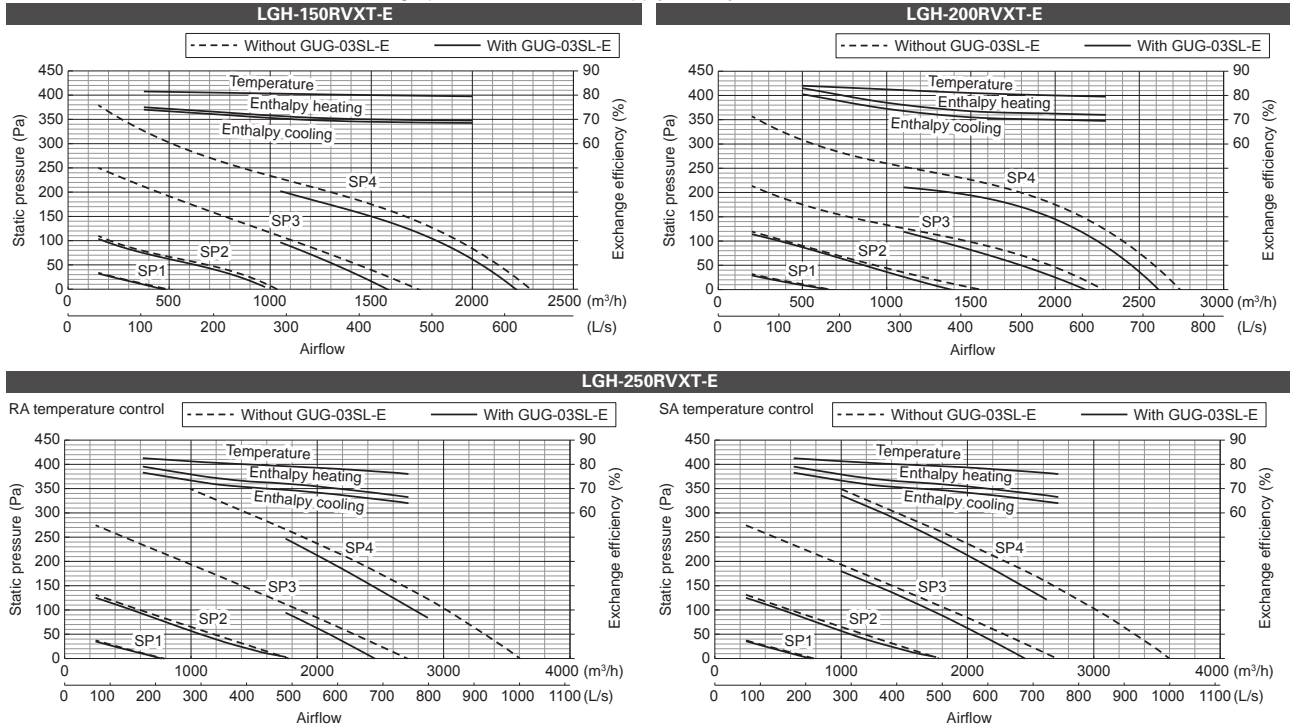 LGH-150RVXT-E
Without GUG-03SL-E With GUG-03SL-E
Static pressure (Pa)
450
400
350
300
250
200
150
100
50
0
Temperature
Enthalpy heating
Enthalpy cooling
SP4
SP3
SP2
SP1
90
80
70
60
Exchange efficiency (%)
0 500 1000 1500 2000 2500 (m³/h)
0 100 200 300 400 500 600 (L/s)
Airflow
LGH-200RVXT-E
Without GUG-03SL-E With GUG-03SL-E
Static pressure (Pa)
450
400
350
300
250
200
150
100
50
0
Temperature
Enthalpy heating
Enthalpy cooling
SP4
SP3
SP2
SP1
90
80
70
60
Exchange efficiency (%)
0 500 1000 1500 2000 2500 3000 (m³/h)
0 100 200 300 400 500 600 700 800 (L/s)
Airflow
LGH-250RVXT-E
RA temperature control
Without GUG-03SL-E With GUG-03SL-E
Static pressure (Pa)
450
400
350
300
250
200
150
100
50
0
Temperature
Enthalpy heating
Enthalpy cooling
SP4
SP3
SP2
SP1
90
80
70
60
Exchange efficiency (%)
0 1000 2000 3000 4000 (m³/h)
0 100 200 300 400 500 600 700 800 900 1000 1100 (L/s)
Airflow
SA temperature control
Without GUG-03SL-E With GUG-03SL-E
Static pressure (Pa)
450
400
350
300
250
200
150
100
50
0
Temperature
Enthalpy heating
Enthalpy cooling
SP4
SP3
SP2
SP1
90
80
70
60
Exchange efficiency (%)
0 1000 2000 3000 4000 (m³/h)
0 100 200 300 400 500 600 700 800 900 1000 1100 (L/s)
Airflow